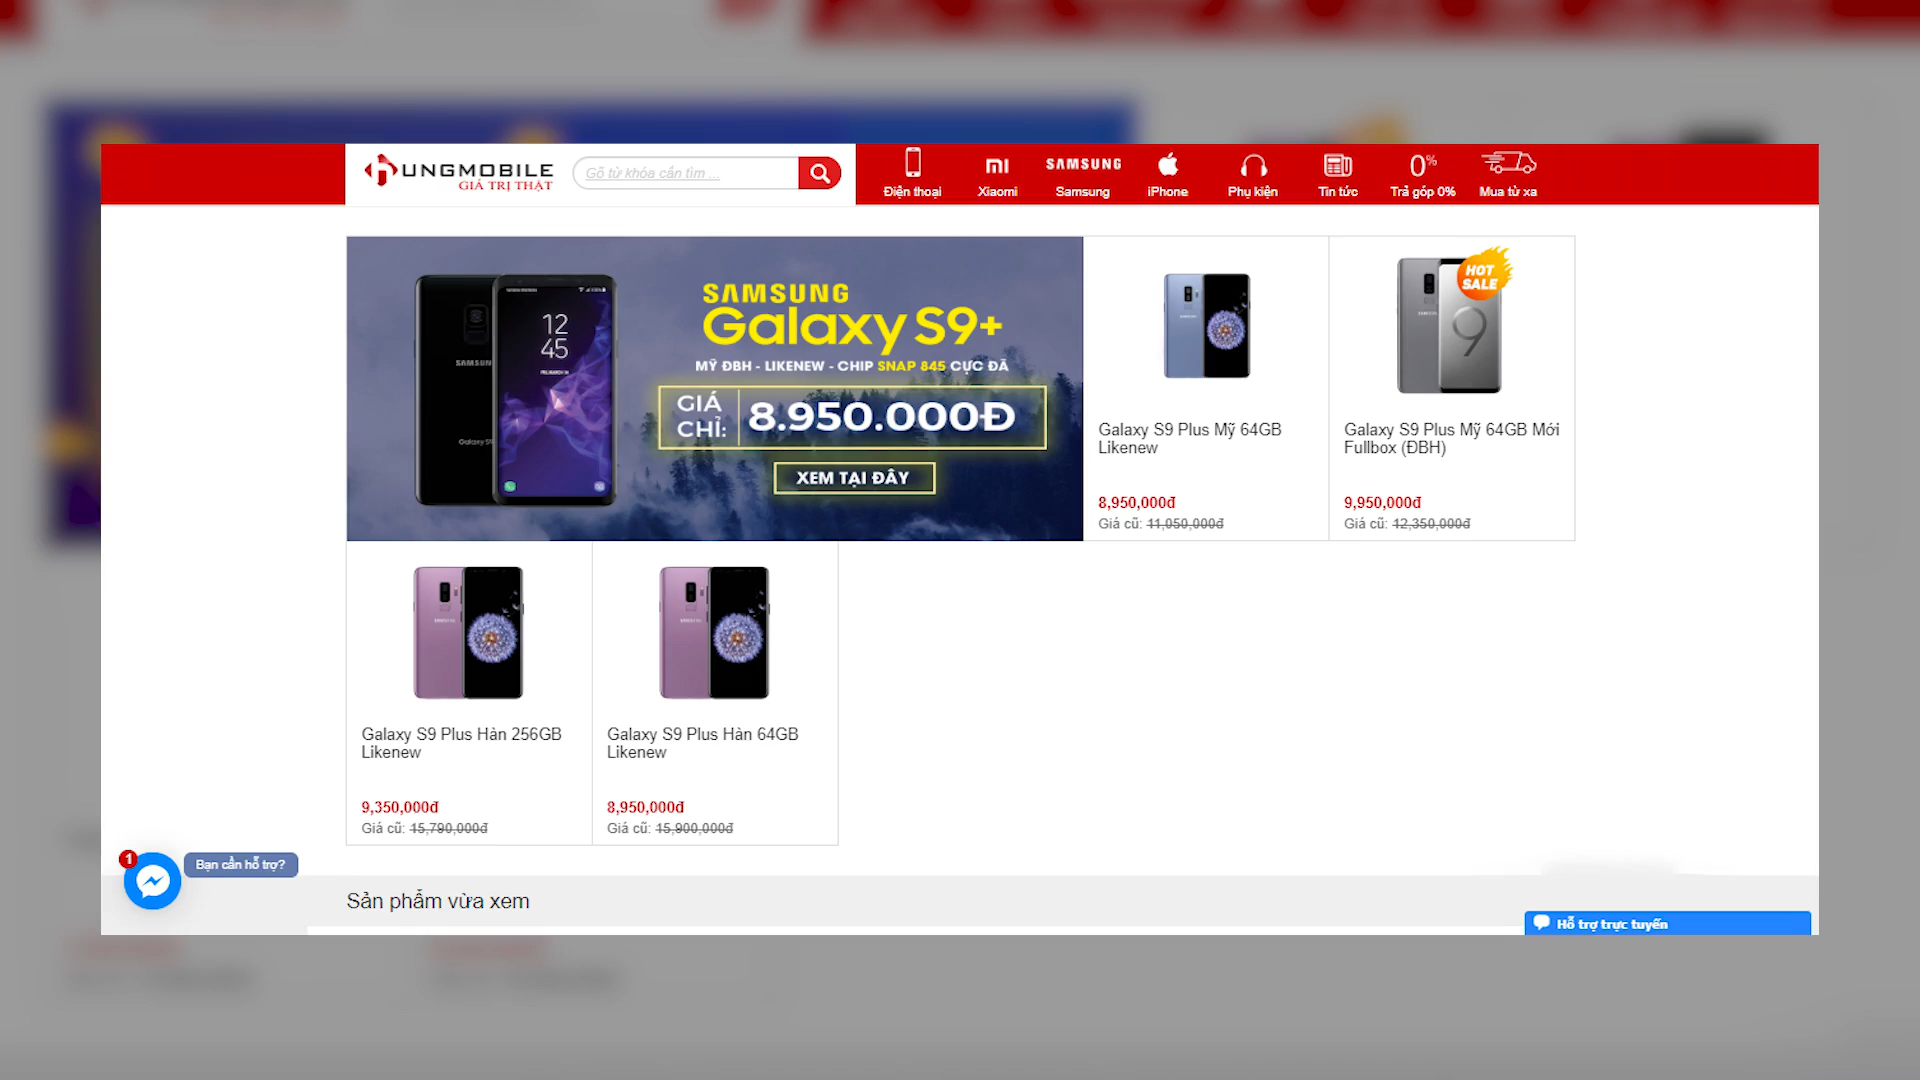 HUNGMOBILE
GIÁ TRỊ THẬT
Gõ từ khóa cần tìm ...
Điện thoại
mi
Xiaomi
SAMSUNG
Samsung
iPhone
Phụ kiện
Tin tức
0%
Trả góp 0%
Mua từ xa
12
45
SAMSUNG
Galaxy S9+
MỸ ĐBH - LIKENEW - CHIP SNAP 845 CỰC ĐÃ
GIÁ
CHỈ:
8.950.000Đ
XEM TẠI ĐÂY
Galaxy S9 Plus Mỹ 64GB
Likenew
8,950,000đ
Giá cũ: 11,050,000đ
HOT
SALE
9
Galaxy S9 Plus Mỹ 64GB Mới
Fullbox (ĐBH)
9,950,000đ
Giá cũ: 12,350,000đ
Galaxy S9 Plus Hàn 256GB
Likenew
9,350,000đ
Giá cũ: 15,790,000đ
Galaxy S9 Plus Hàn 64GB
Likenew
8,950,000đ
Giá cũ: 15,900,000đ
1
Bạn cần hỗ trợ?
Sản phẩm vừa xem
Hỗ trợ trực tuyến